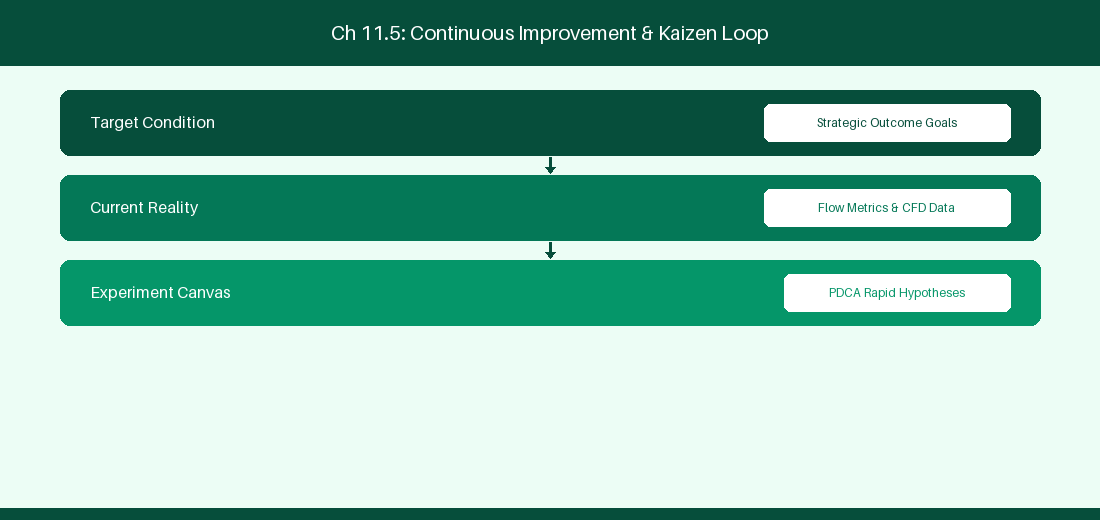 Ch 11.5: Continuous Improvement & Kaizen Loop
Target Condition
Strategic Outcome Goals
Current Reality
Flow Metrics & CFD Data
Experiment Canvas
PDCA Rapid Hypotheses